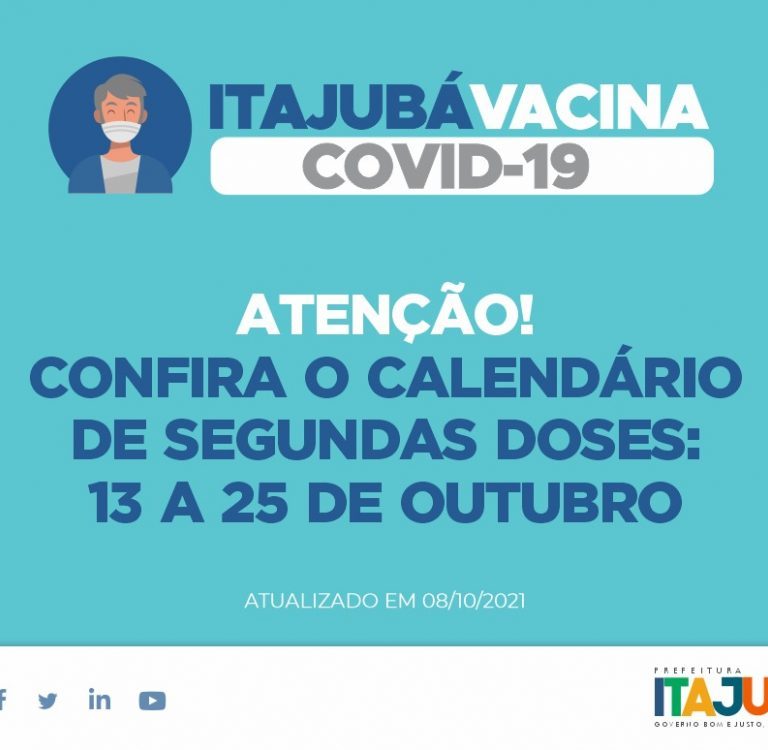 ITAJUBÁVACINA
COVID-19
ATENÇÃO!
CONFIRA O CALENDÁRIO
DE SEGUNDAS DOSES:
13 A 25 DE OUTUBRO
ATUALIZADO EM 08/10/2021
PREFEITURA
ITAJU
GOVERNO BOM E JUSTO,